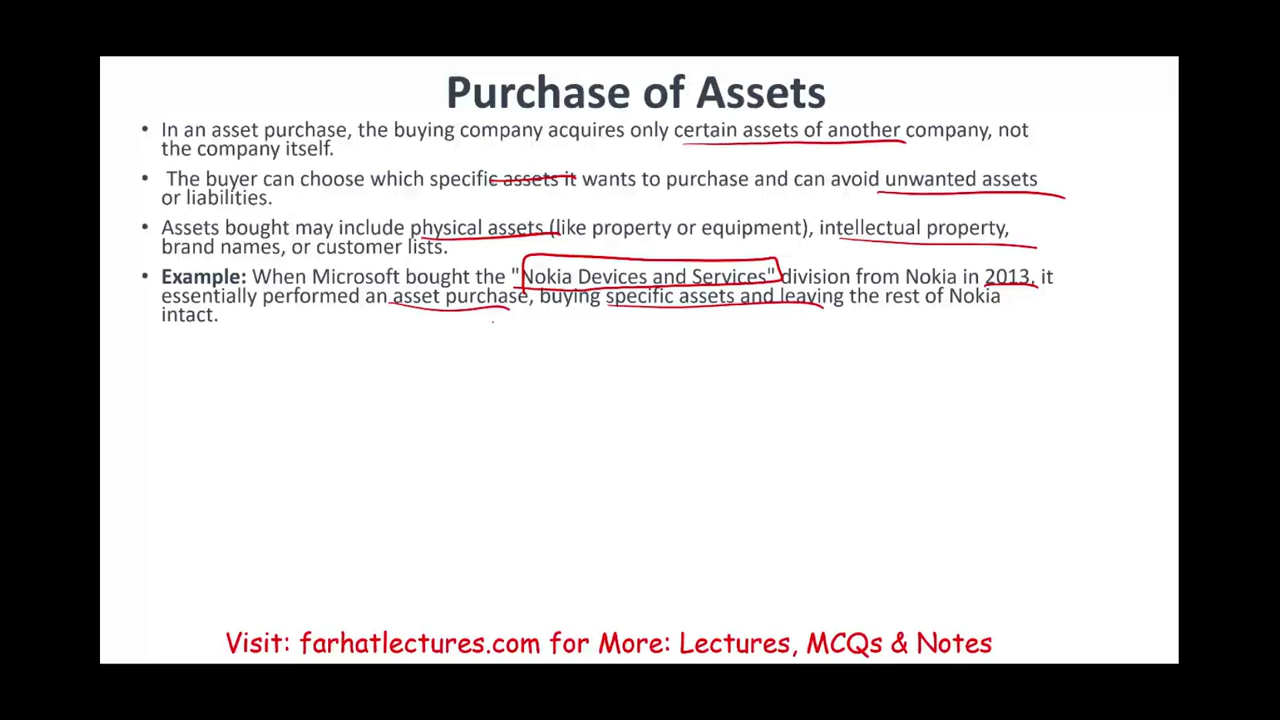 Purchase of Assets
• In an asset purchase, the buying company acquires only certain assets of another company, not
the company itself.
• The buyer can choose which specific assets it wants to purchase and can avoid unwanted assets
or liabilities.
• Assets bought may include physical assets (like property or equipment), intellectual property,
brand names, or customer lists.
• Example: When Microsoft bought the "Nokia Devices and Services" division from Nokia in 2013, it
essentially performed an asset purchase, buying specific assets and leaving the rest of Nokia
intact.
Visit: farhatlectures.com for More: Lectures, MCQs & Notes